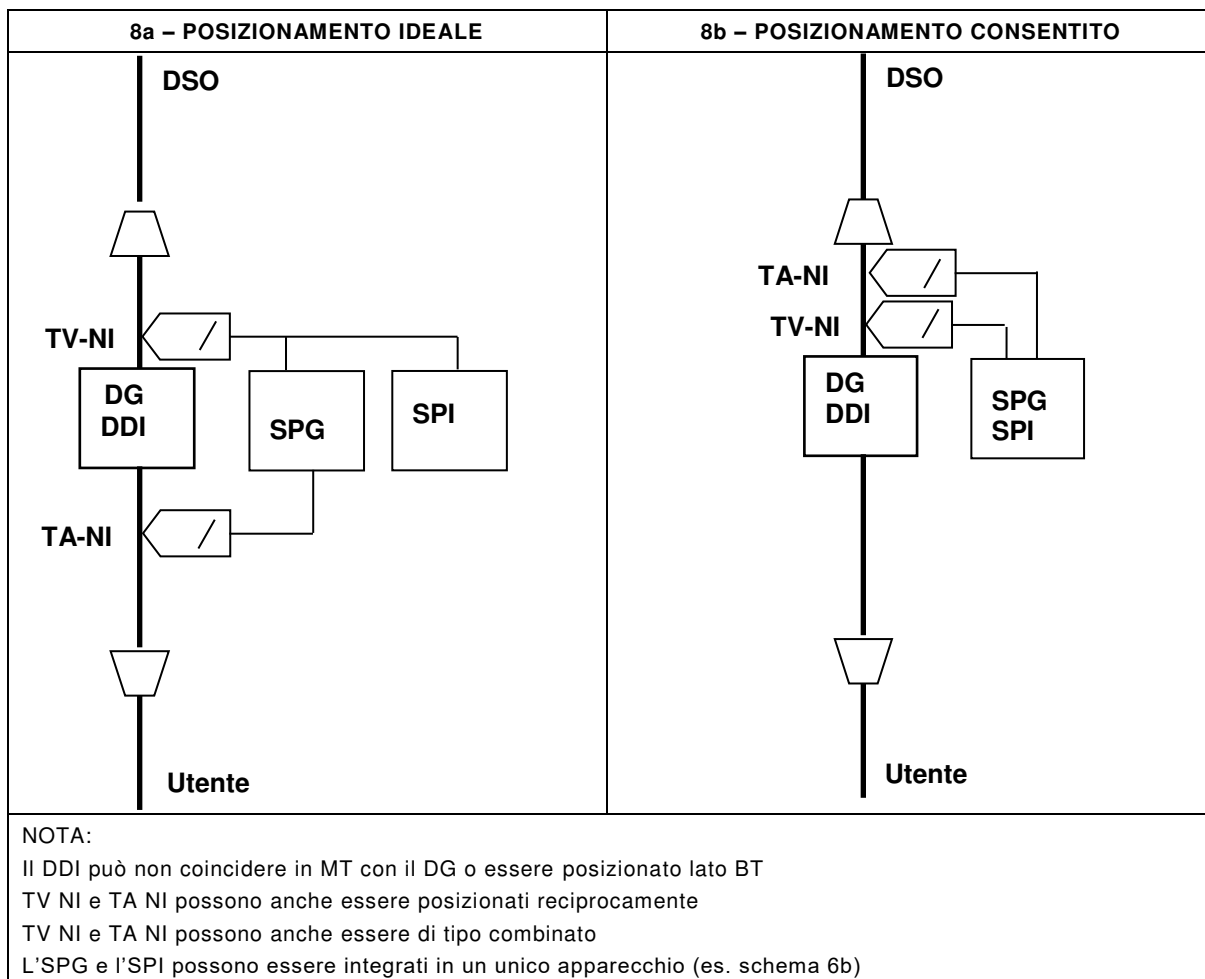 8a – POSIZIONAMENTO IDEALE
DSO
TV-NI
DG
DDI
SPG
SPI
TA-NI
Utente
8b – POSIZIONAMENTO CONSENTITO
DSO
TA-NI
TV-NI
DG
DDI
SPG
SPI
Utente
NOTA:
Il DDI può non coincidere in MT con il DG o essere posizionato lato BT
TV NI e TA NI possono anche essere posizionati reciprocamente
TV NI e TA NI possono anche essere di tipo combinato
L'SPG e l'SPI possono essere integrati in un unico apparecchio (es. schema 6b)